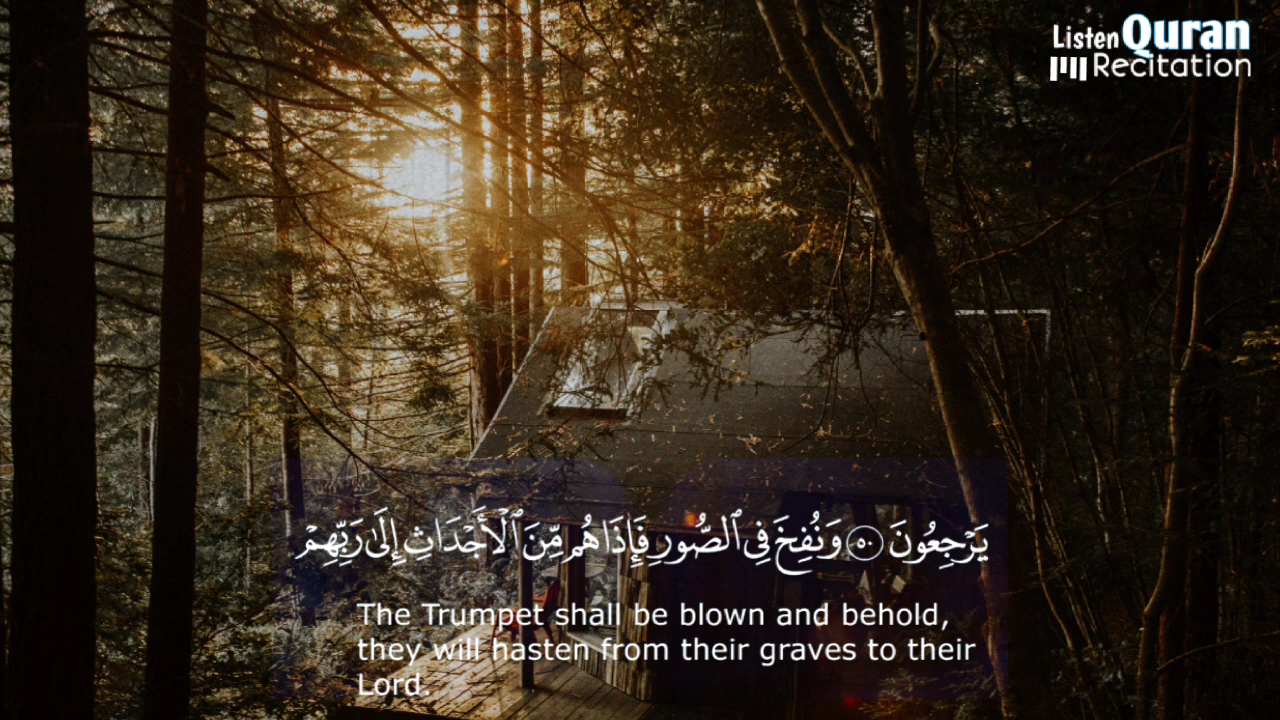 Listen Quran
Recitation
يَرْجِعُونَ ۝٥٠ وَنُفِخَ فِى ٱلصُّورِ فَإِذَا هُم مِّنَ ٱلْأَجْدَاثِ إِلَىٰ رَبِّهِمْ
The Trumpet shall be blown and behold,
they will hasten from their graves to their
Lord.